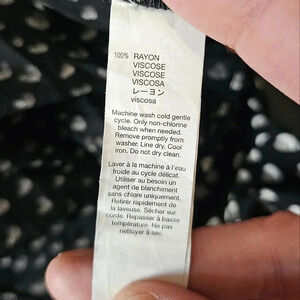 100% RAYON
VISCOSE
VISCOSE
VISCOSA
レーヨン
viscosa
Machine wash cold gentle
cycle. Only non-chlorine
bleach when needed.
Remove promptly from
washer. Line dry. Cool
iron. Do not dry clean.
Laver à la machine à l'eau
froide au cycle délicat.
Utiliser au besoin un
agent de blanchiment
sans chlore uniquement.
Retirer rapidement de
la laveuse. Sécher sur
corde. Repasser à basse
température. Ne pas
nettoyer à sec.